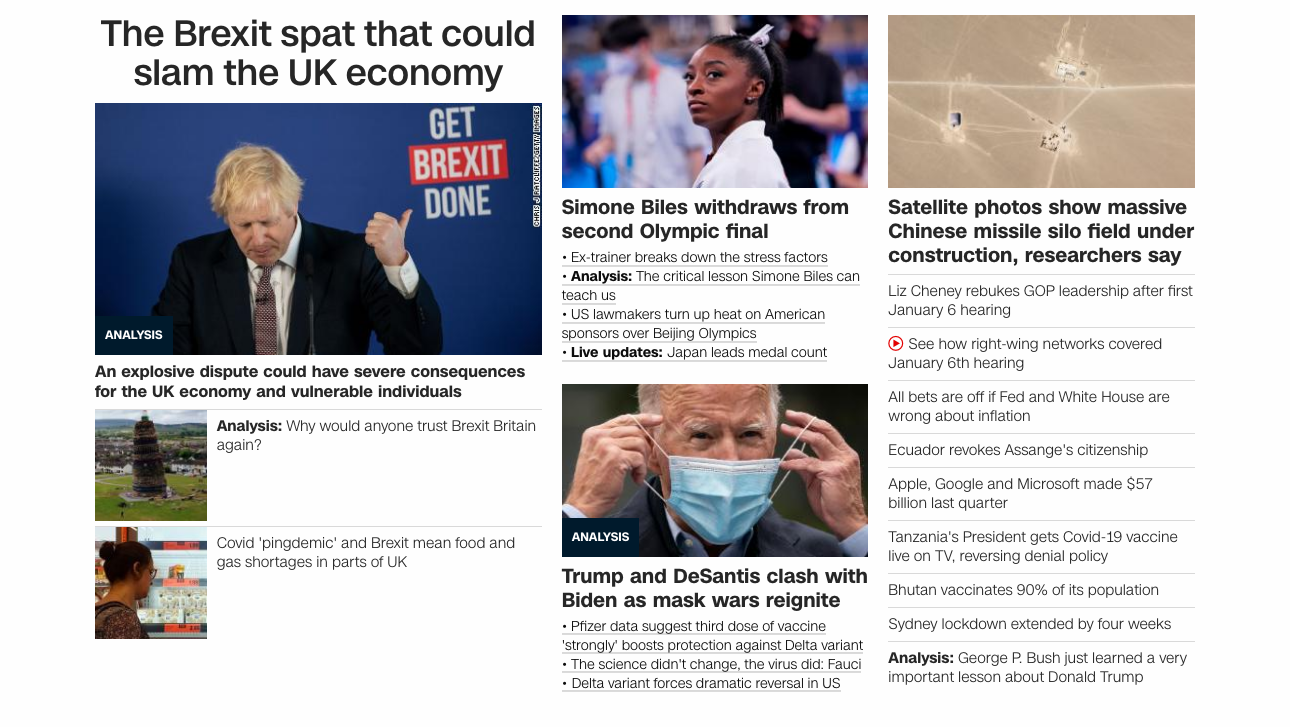 The Brexit spat that could
slam the UK economy
GET
BREXIT
DONE
CHRIS J RATCLIFFE/GETTY IMAGES
ANALYSIS
An explosive dispute could have severe consequences
for the UK economy and vulnerable individuals
Analysis: Why would anyone trust Brexit Britain
again?
Covid 'pingdemic' and Brexit mean food and
gas shortages in parts of UK
Simone Biles withdraws from
second Olympic final
• Ex-trainer breaks down the stress factors
• Analysis: The critical lesson Simone Biles can
teach us
• US lawmakers turn up heat on American
sponsors over Beijing Olympics
• Live updates: Japan leads medal count
ANALYSIS
Trump and DeSantis clash with
Biden as mask wars reignite
• Pfizer data suggest third dose of vaccine
'strongly' boosts protection against Delta variant
• The science didn't change, the virus did: Fauci
• Delta variant forces dramatic reversal in US
Satellite photos show massive
Chinese missile silo field under
construction, researchers say
Liz Cheney rebukes GOP leadership after first
January 6 hearing
See how right-wing networks covered
January 6th hearing
All bets are off if Fed and White House are
wrong about inflation
Ecuador revokes Assange's citizenship
Apple, Google and Microsoft made $57
billion last quarter
Tanzania's President gets Covid-19 vaccine
live on TV, reversing denial policy
Bhutan vaccinates 90% of its population
Sydney lockdown extended by four weeks
Analysis: George P. Bush just learned a very
important lesson about Donald Trump